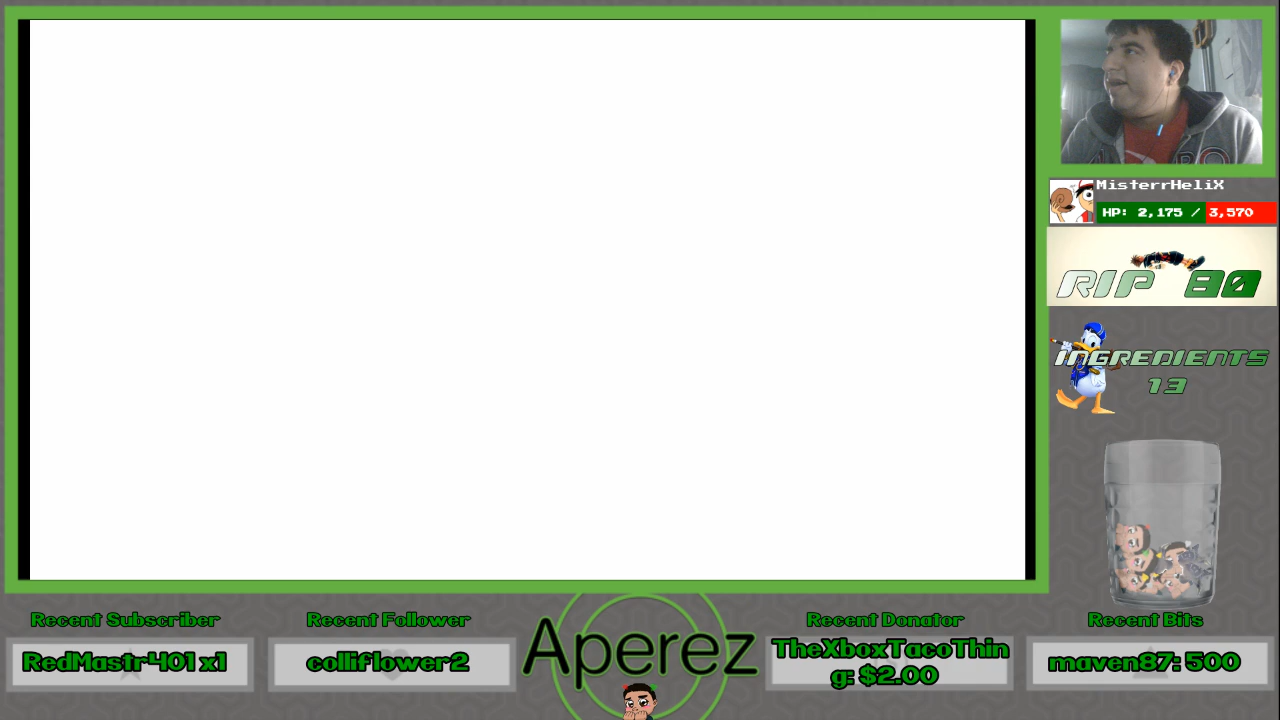 MisterrHeliX
HP: 2,175 / 3,570
RIP 80
INGREDIENTS
13
Recent Subscriber
RedMastr401 x1
Recent Follower
colliflower2
Aperez
Recent Donator
TheXboxTacoThin
g: $2.00
Recent Bits
maven87: 500